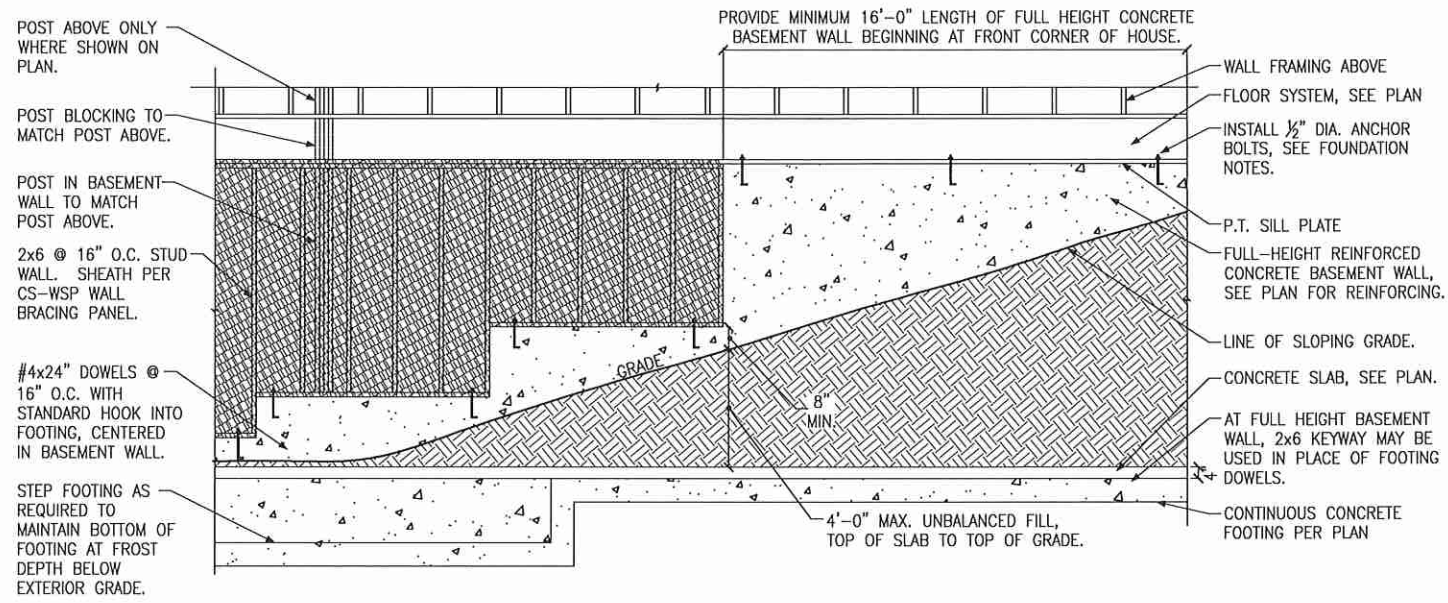 POST ABOVE ONLY
WHERE SHOWN ON
PLAN.
POST BLOCKING TO
MATCH POST ABOVE.
POST IN BASEMENT
WALL TO MATCH
POST ABOVE.
2x6 @ 16" O.C. STUD
WALL. SHEATH PER
CS-WSP WALL
BRACING PANEL.
#4x24" DOWELS @
16" O.C. WITH
STANDARD HOOK INTO
FOOTING, CENTERED
IN BASEMENT WALL.
STEP FOOTING AS
REQUIRED TO
MAINTAIN BOTTOM OF
FOOTING AT FROST
DEPTH BELOW
EXTERIOR GRADE.
PROVIDE MINIMUM 16'-0" LENGTH OF FULL HEIGHT CONCRETE
BASEMENT WALL BEGINNING AT FRONT CORNER OF HOUSE.
GRADE
8"
MIN.
4'-0" MAX. UNBALANCED FILL,
TOP OF SLAB TO TOP OF GRADE.
WALL FRAMING ABOVE
FLOOR SYSTEM, SEE PLAN
INSTALL ½" DIA. ANCHOR
BOLTS, SEE FOUNDATION
NOTES.
P.T. SILL PLATE
FULL-HEIGHT REINFORCED
CONCRETE BASEMENT WALL,
SEE PLAN FOR REINFORCING.
LINE OF SLOPING GRADE.
CONCRETE SLAB, SEE PLAN.
AT FULL HEIGHT BASEMENT
WALL, 2x6 KEYWAY MAY BE
USED IN PLACE OF FOOTING
DOWELS.
CONTINUOUS CONCRETE
FOOTING PER PLAN